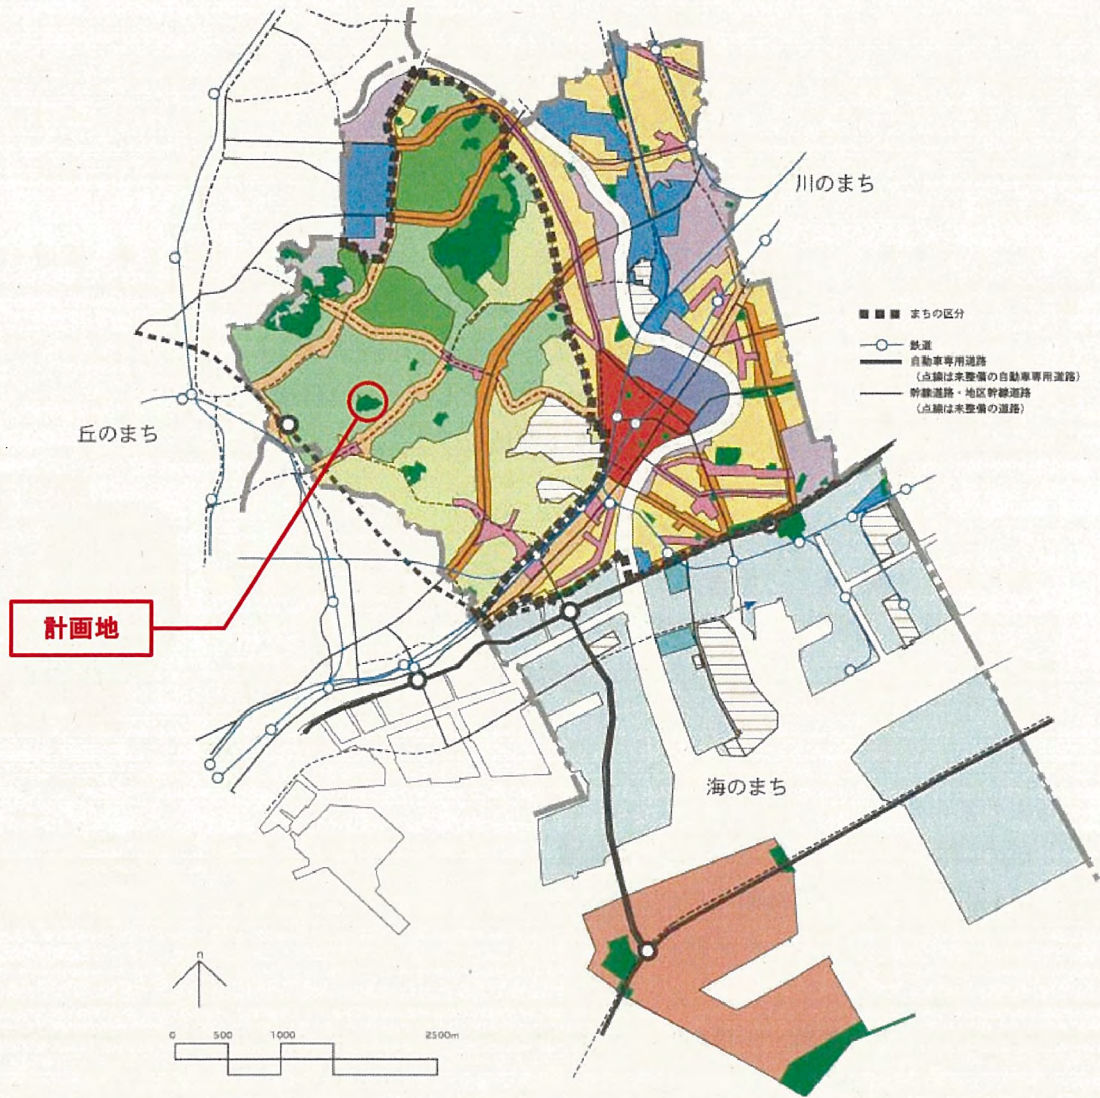 川のまち
まちの区分
鉄道
自動車専用道路
(点線は未整備の自動車専用道路)
幹線道路・地区幹線道路
(点線は未整備の道路)
丘のまち
計画地
海のまち
n
0 500 1000 2500m